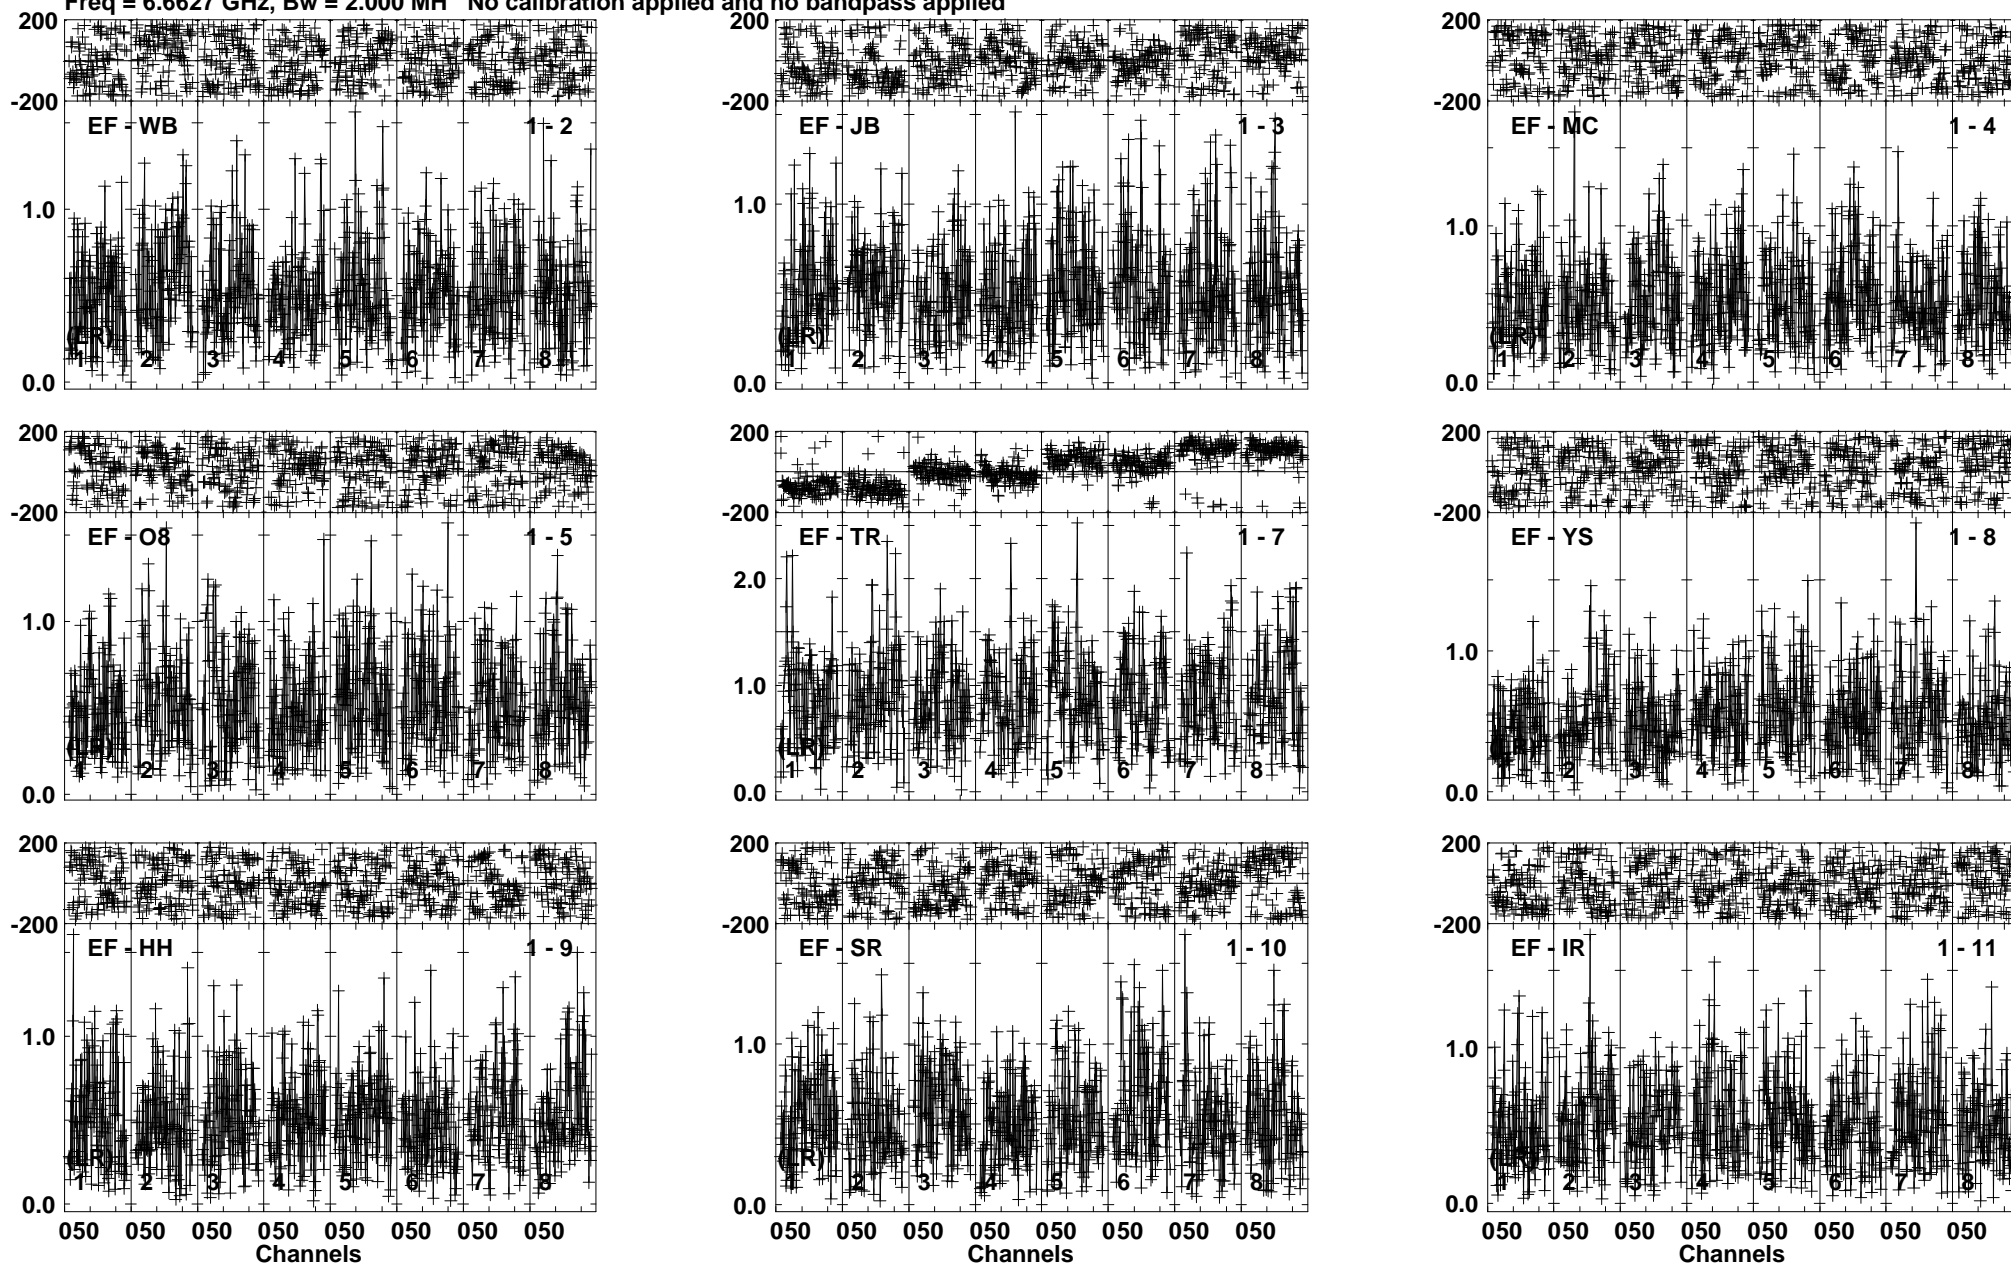 Freq = 6.6627 GHz, Bw = 2.000 MH No calibration applied and no bandpass applied
200
-200
EF - WB 1 - 2
1.0
(LR)
1 2 3 4 5 6 7 8
0.0
200
-200
EF - JB 1 - 3
1.0
(LR)
1 2 3 4 5 6 7 8
0.0
200
-200
EF - MC 1 - 4
1.0
(LR)
1 2 3 4 5 6 7 8
0.0
200
-200
EF - O8 1 - 5
1.0
(LR)
1 2 3 4 5 6 7 8
0.0
200
-200
EF - TR 1 - 7
2.0
1.0
(LR)
1 2 3 4 5 6 7 8
0.0
200
-200
EF - YS 1 - 8
1.0
(LR)
1 2 3 4 5 6 7 8
0.0
200
-200
EF - HH 1 - 9
1.0
(LR)
1 2 3 4 5 6 7 8
0.0
050 050 050 050 050 050 050 050
Channels
200
-200
EF - SR 1 - 10
1.0
(LR)
1 2 3 4 5 6 7 8
0.0
050 050 050 050 050 050 050 050
Channels
200
-200
EF - IR 1 - 11
1.0
(LR)
1 2 3 4 5 6 7 8
0.0
050 050 050 050 050 050 050 050
Channels